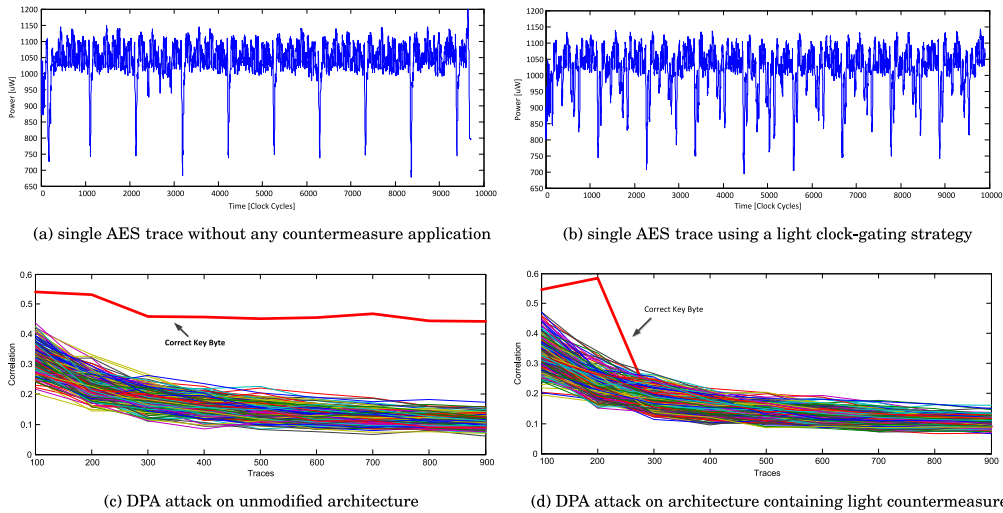 1200
1150
1100
1050
1000
950
900
850
800
750
700
650
Power [uW]
0 1000 2000 3000 4000 5000 6000 7000 8000 9000 10000
Time [Clock Cycles]
(a) single AES trace without any countermeasure application
1200
1150
1100
1050
1000
950
900
850
800
750
700
650
Power [uW]
0 1000 2000 3000 4000 5000 6000 7000 8000 9000 10000
Time [Clock Cycles]
(b) single AES trace using a light clock-gating strategy
0.6
0.5
0.4
0.3
0.2
0.1
0
Correlation
Correct Key Byte
100 200 300 400 500 600 700 800 900
Traces
(c) DPA attack on unmodified architecture
0.6
0.5
0.4
0.3
0.2
0.1
0
Correlation
Correct Key Byte
100 200 300 400 500 600 700 800 900
Traces
(d) DPA attack on architecture containing light countermeasure